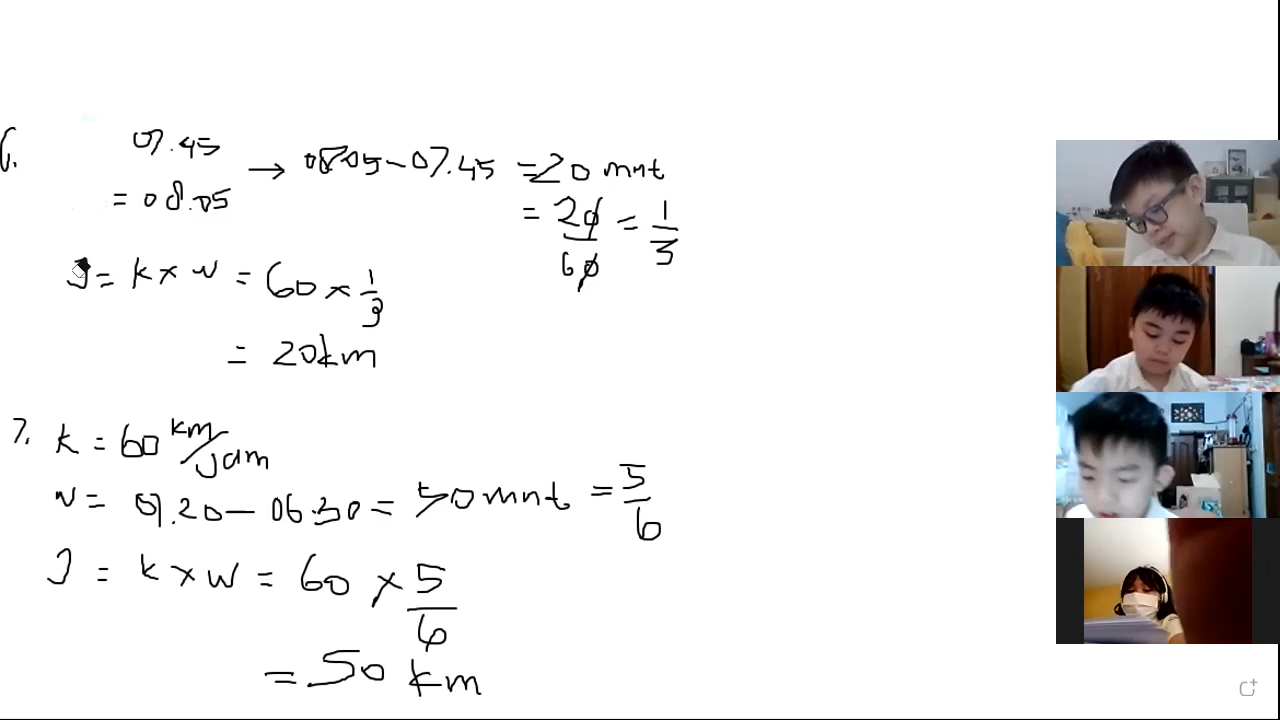 6. 07.45
= 08.05 → 08.05 - 07.45 = 20 mnt
= 20/60 = 1/3
J = K x W = 60 x 1/3
= 20 km
7. K = 60 km/jam
W = 07.20 - 06.30 = 50 mnt = 5/6
J = K x W = 60 x 5/6
= 50 km